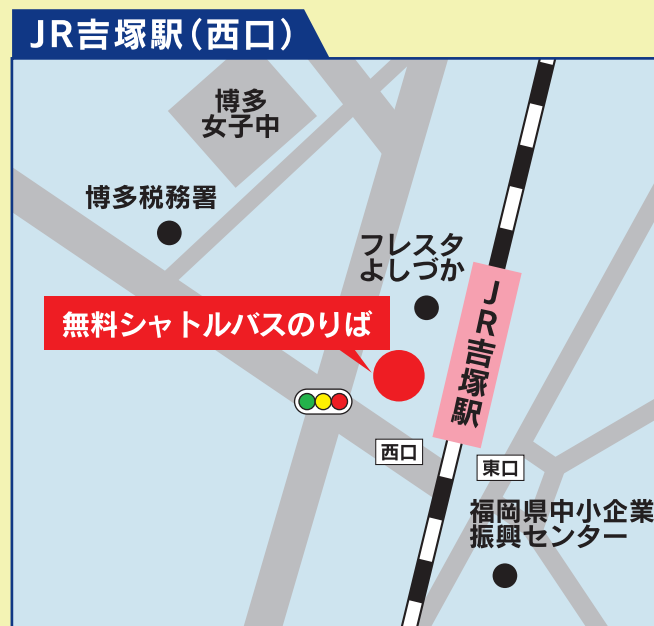 JR吉塚駅（西口）
博多
女子中
博多税務署
フレスタ
よしづか
無料シャトルバスのりば
JR吉塚駅
西口
東口
福岡県中小企業
振興センター